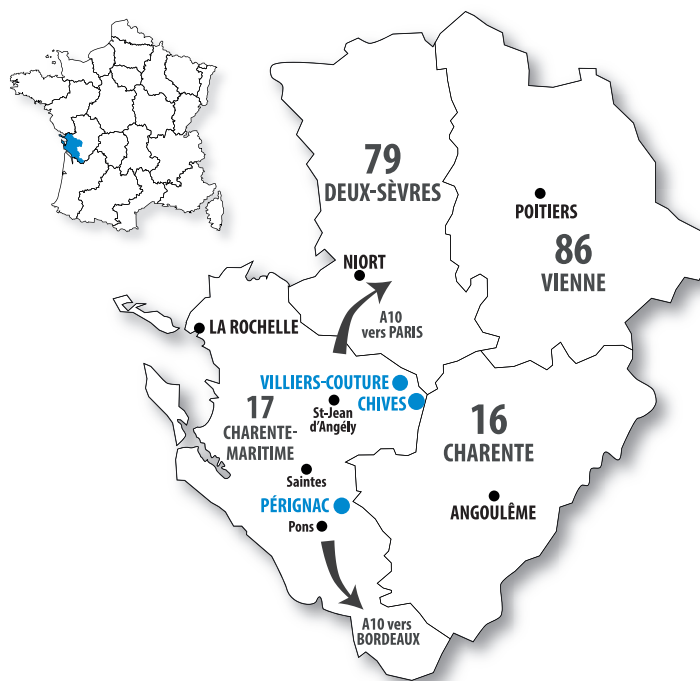 79
DEUX-SÈVRES
POITIERS
86
VIENNE
NIORT
A10
vers PARIS
LA ROCHELLE
VILLIERS-COUTURE
CHIVES
17
CHARENTE-
MARITIME
St-Jean
d'Angély
16
CHARENTE
Saintes
PÉRIGNAC
Pons
ANGOULÊME
A10 vers
BORDEAUX